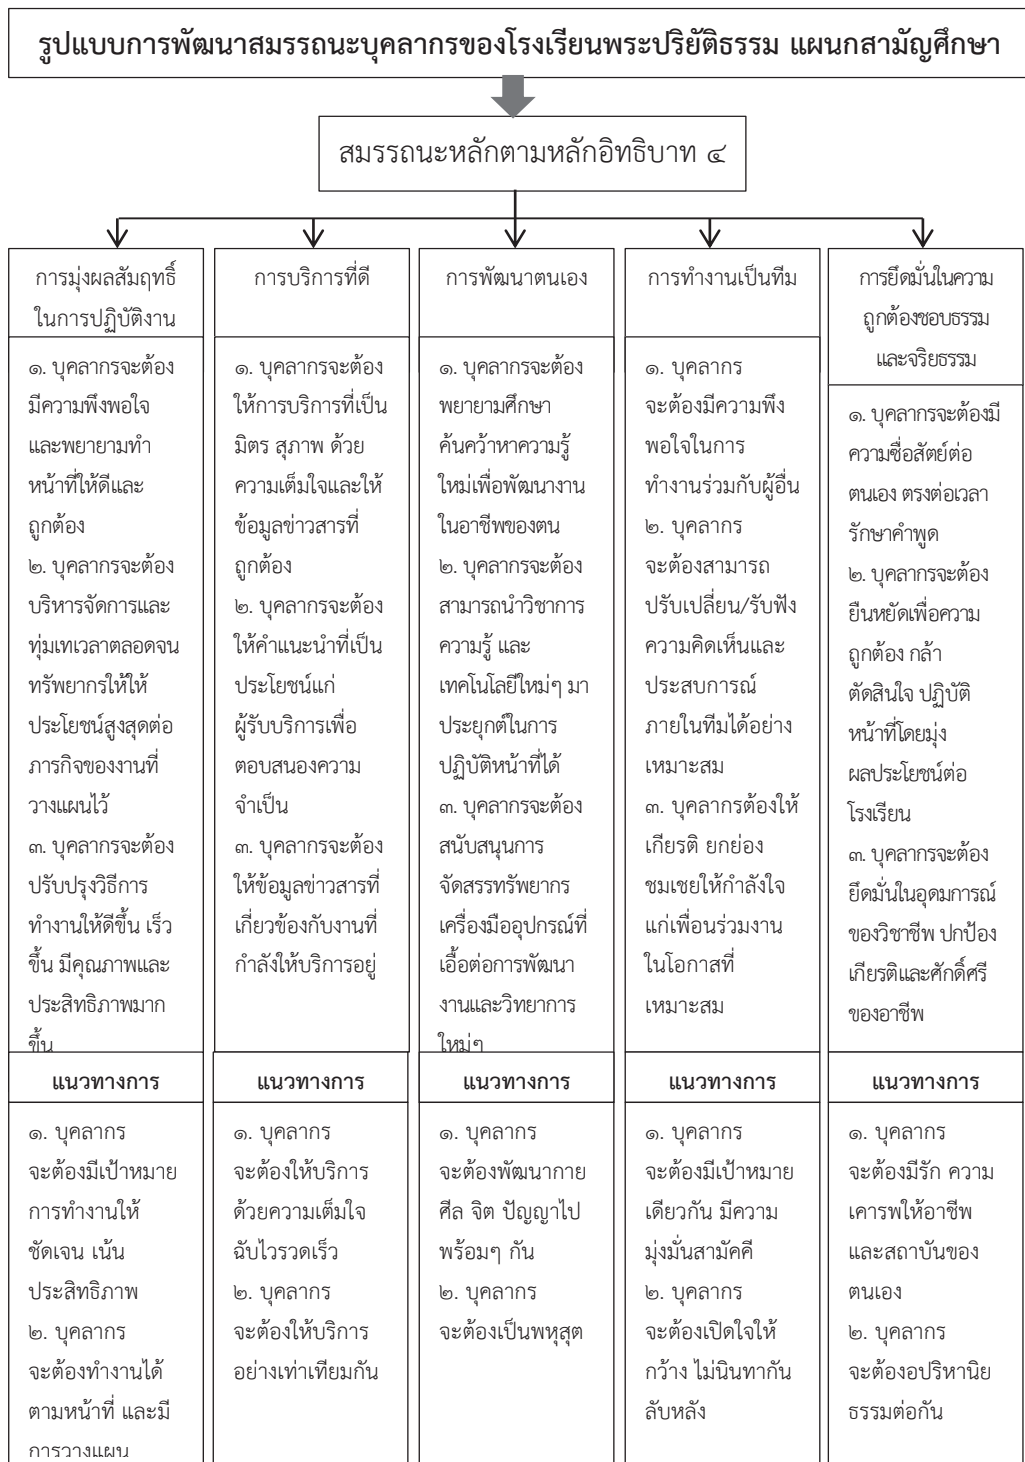 รูปแบบการพัฒนาสมรรถนะบุคลากรของโรงเรียนพระปริยัติธรรม แผนกสามัญศึกษา
สมรรถนะหลักตามหลักอิทธิบาท ๔
การมุ่งผลสัมฤทธิ์
ในการปฏิบัติงาน
๑. บุคลากรจะต้อง
มีความพึงพอใจ
และพยายามทำ
หน้าที่ให้ดีและ
ถูกต้อง
๒. บุคลากรจะต้อง
บริหารจัดการและ
ทุ่มเทเวลาตลอดจน
ทรัพยากรให้ให้
ประโยชน์สูงสุดต่อ
ภารกิจของงานที่
วางแผนไว้
๓. บุคลากรจะต้อง
ปรับปรุงวิธีการ
ทำงานให้ดีขึ้น เร็ว
ขึ้น มีคุณภาพและ
ประสิทธิภาพมาก
ขึ้น
แนวทางการ
๑. บุคลากร
จะต้องมีเป้าหมาย
การทำงานให้
ชัดเจน เน้น
ประสิทธิภาพ
๒. บุคลากร
จะต้องทำงานได้
ตามหน้าที่ และมี
การวางแผน
การบริการที่ดี
๑. บุคลากรจะต้อง
ให้การบริการที่เป็น
มิตร สุภาพ ด้วย
ความเต็มใจและให้
ข้อมูลข่าวสารที่
ถูกต้อง
๒. บุคลากรจะต้อง
ให้คำแนะนำที่เป็น
ประโยชน์แก่
ผู้รับบริการเพื่อ
ตอบสนองความ
จำเป็น
๓. บุคลากรจะต้อง
ให้ข้อมูลข่าวสารที่
เกี่ยวข้องกับงานที่
กำลังให้บริการอยู่
แนวทางการ
๑. บุคลากร
จะต้องให้บริการ
ด้วยความเต็มใจ
ฉับไวรวดเร็ว
๒. บุคลากร
จะต้องให้บริการ
อย่างเท่าเทียมกัน
การพัฒนาตนเอง
๑. บุคลากรจะต้อง
พยายามศึกษา
ค้นคว้าหาความรู้
ใหม่เพื่อพัฒนางาน
ในอาชีพของตน
๒. บุคลากรจะต้อง
สามารถนำวิชาการ
ความรู้ และ
เทคโนโลยีใหม่ๆ มา
ประยุกต์ในการ
ปฏิบัติหน้าที่ได้
๓. บุคลากรจะต้อง
สนับสนุนการ
จัดสรรทรัพยากร
เครื่องมืออุปกรณ์ที่
เอื้อต่อการพัฒนา
งานและวิทยาการ
ใหม่ๆ
แนวทางการ
๑. บุคลากร
จะต้องพัฒนากาย
ศีล จิต ปัญญาไป
พร้อมๆ กัน
๒. บุคลากร
จะต้องเป็นพหุสุต
การทำงานเป็นทีม
๑. บุคลากร
จะต้องมีความพึง
พอใจในการ
ทำงานร่วมกับผู้อื่น
๒. บุคลากร
จะต้องสามารถ
ปรับเปลี่ยน/รับฟัง
ความคิดเห็นและ
ประสบการณ์
ภายในทีมได้อย่าง
เหมาะสม
๓. บุคลากรต้องให้
เกียรติ ยกย่อง
ชมเชยให้กำลังใจ
แก่เพื่อนร่วมงาน
ในโอกาสที่
เหมาะสม
แนวทางการ
๑. บุคลากร
จะต้องมีเป้าหมาย
เดียวกัน มีความ
มุ่งมั่นสามัคคี
๒. บุคลากร
จะต้องเปิดใจให้
กว้าง ไม่นินทากัน
ลับหลัง
การยึดมั่นในความ
ถูกต้องชอบธรรม
และจริยธรรม
๑. บุคลากรจะต้องมี
ความซื่อสัตย์ต่อ
ตนเอง ตรงต่อเวลา
รักษาคำพูด
๒. บุคลากรจะต้อง
ยืนหยัดเพื่อความ
ถูกต้อง กล้า
ตัดสินใจ ปฏิบัติ
หน้าที่โดยมุ่ง
ผลประโยชน์ต่อ
โรงเรียน
๓. บุคลากรจะต้อง
ยึดมั่นในอุดมการณ์
ของวิชาชีพ ปกป้อง
เกียรติและศักดิ์ศรี
ของอาชีพ
แนวทางการ
๑. บุคลากร
จะต้องมีรัก ความ
เคารพให้อาชีพ
และสถาบันของ
ตนเอง
๒. บุคลากร
จะต้องอปริหานิย
ธรรมต่อกัน